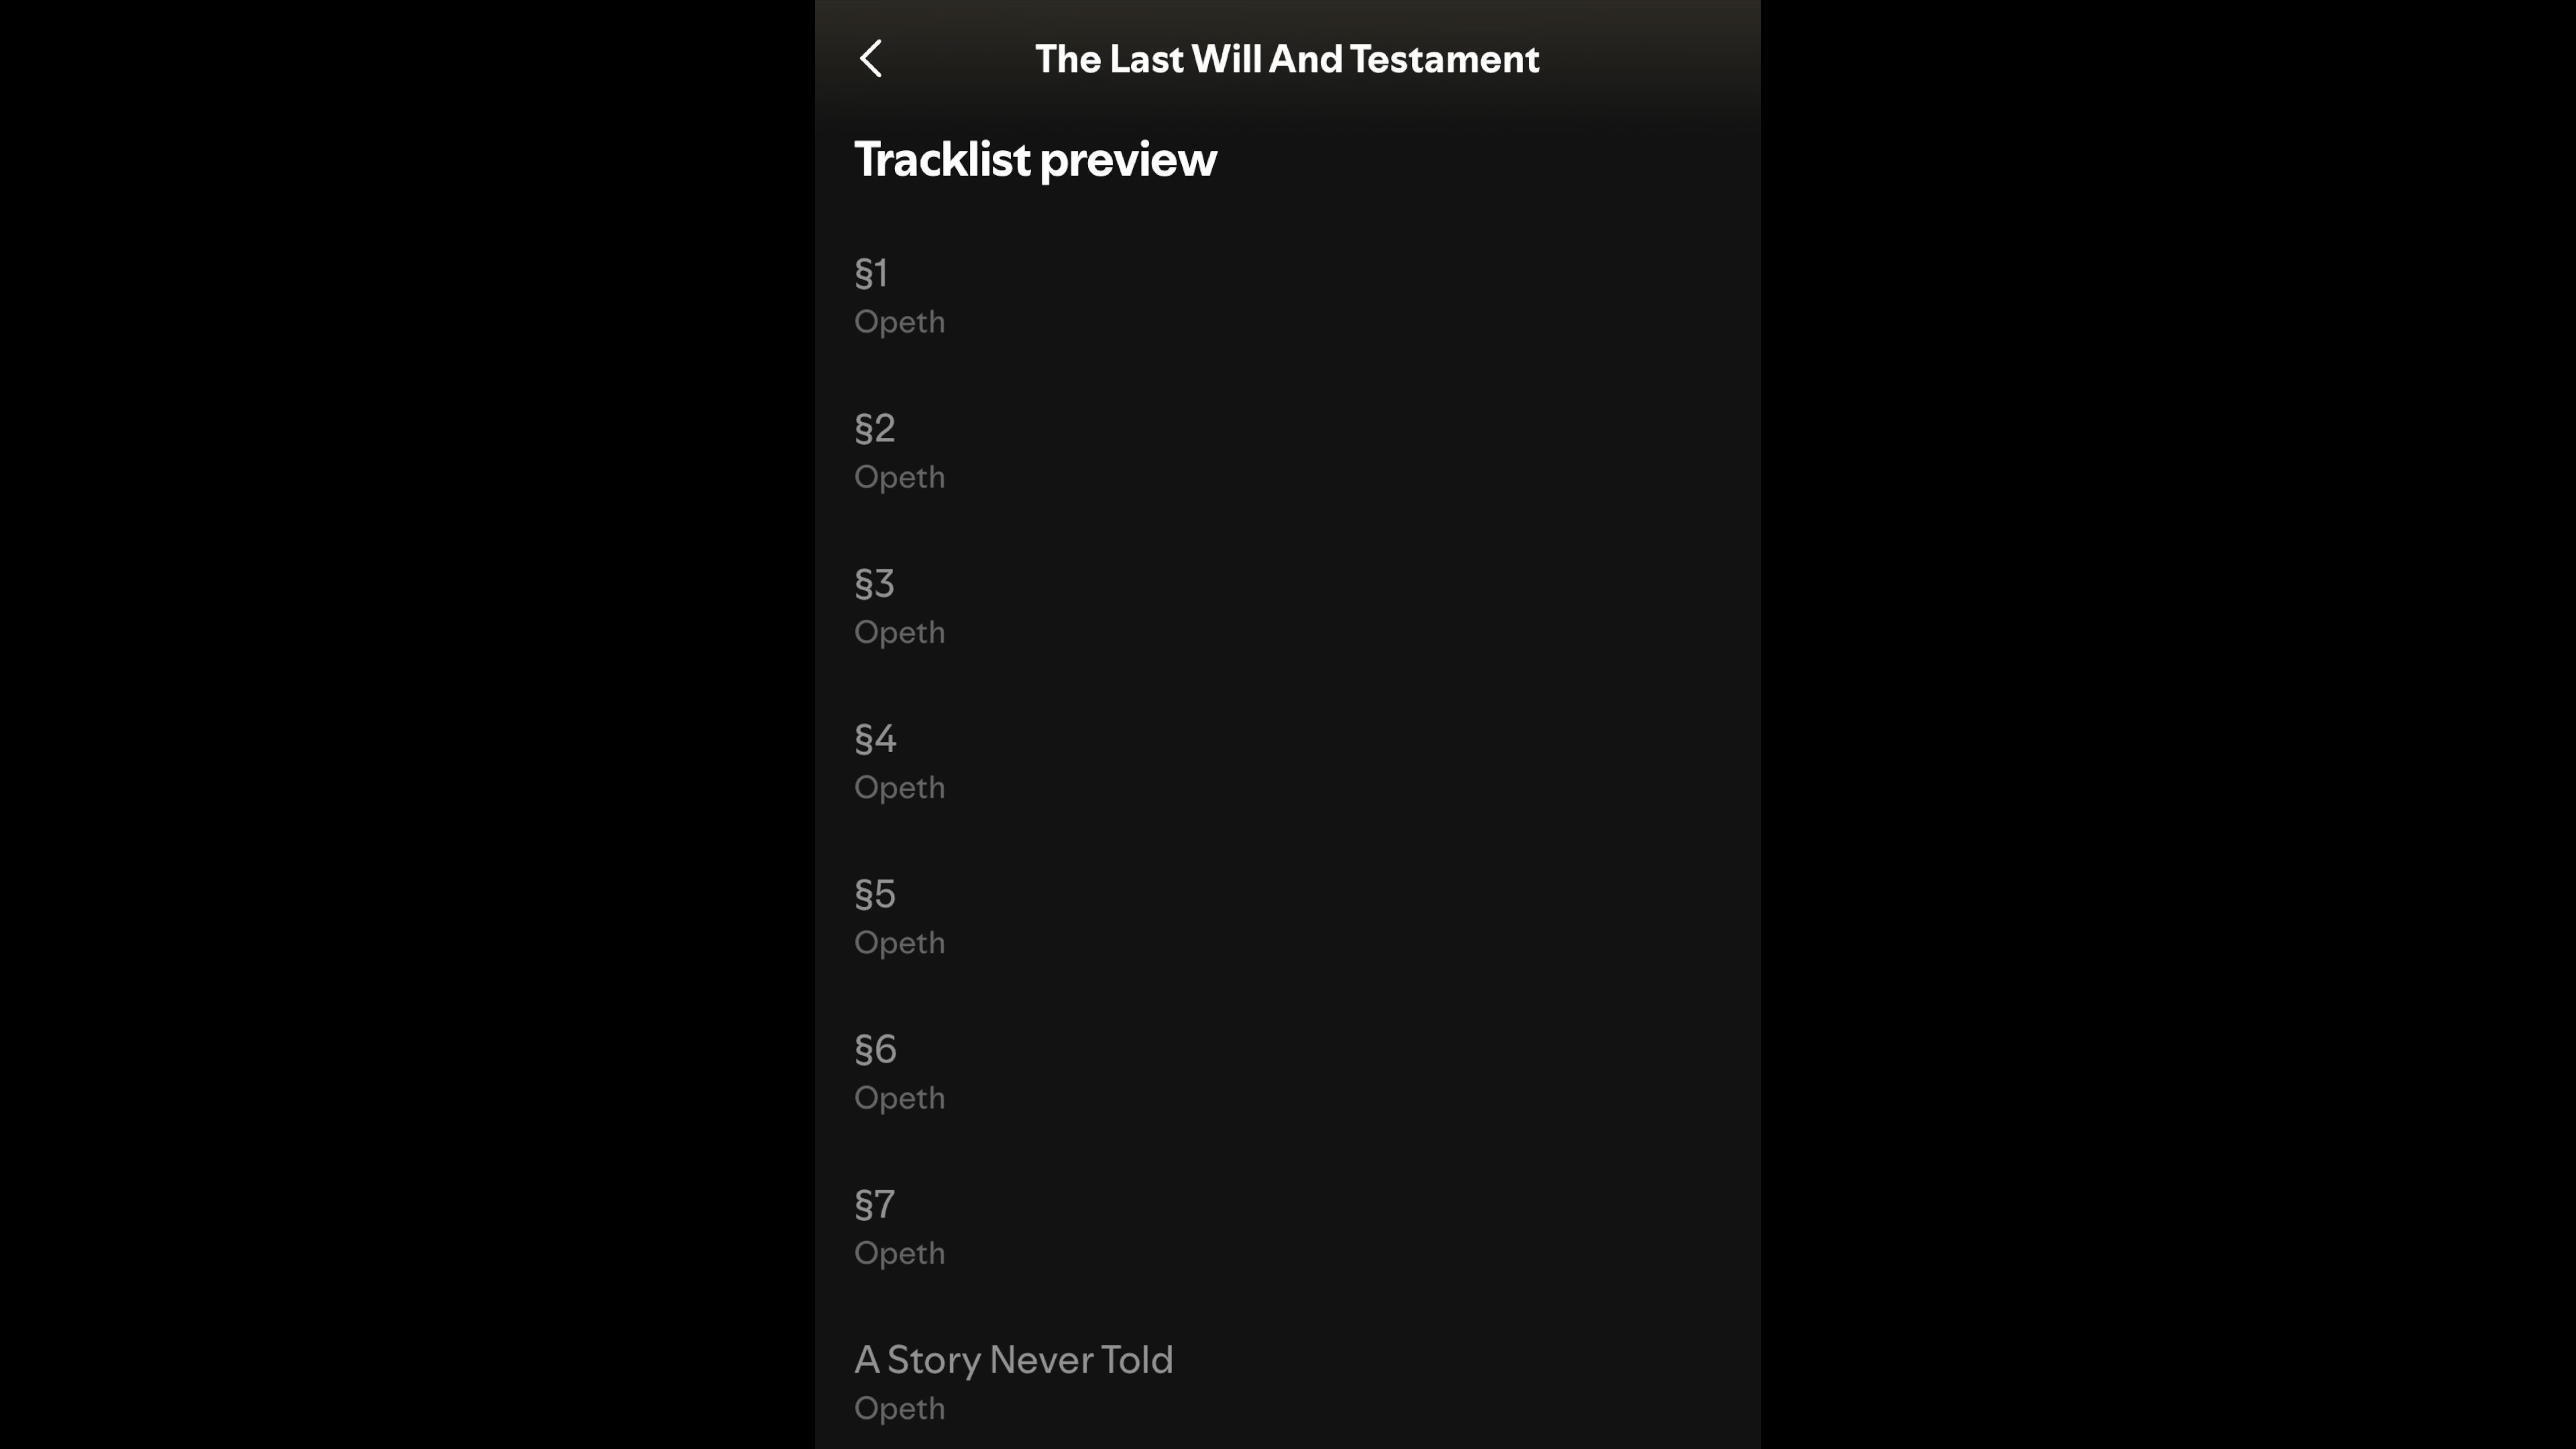 The Last Will And Testament
Tracklist preview
§1
Opeth
§2
Opeth
§3
Opeth
§4
Opeth
§5
Opeth
§6
Opeth
§7
Opeth
A Story Never Told
Opeth